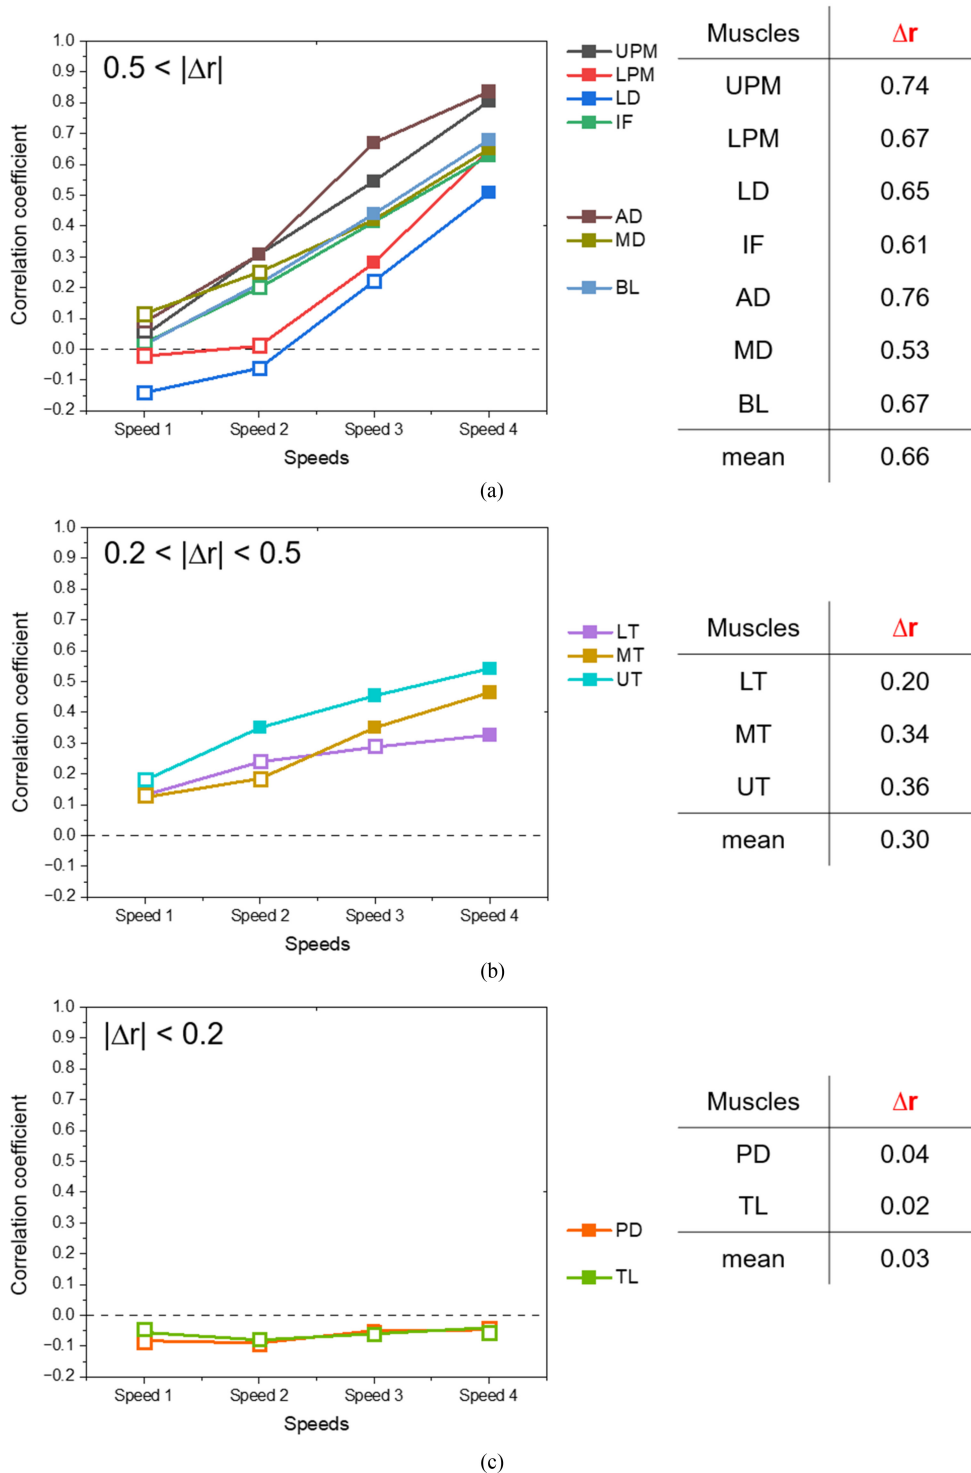 0.5 < |Δr|
Correlation coefficient
1.0
0.9
0.8
0.7
0.6
0.5
0.4
0.3
0.2
0.1
0.0
−0.1
−0.2
Speed 1 Speed 2 Speed 3 Speed 4
Speeds
UPM
LPM
LD
IF
AD
MD
BL
Muscles Δr
UPM 0.74
LPM 0.67
LD 0.65
IF 0.61
AD 0.76
MD 0.53
BL 0.67
mean 0.66
(a)
0.2 < |Δr| < 0.5
Correlation coefficient
1.0
0.9
0.8
0.7
0.6
0.5
0.4
0.3
0.2
0.1
0.0
−0.1
−0.2
Speed 1 Speed 2 Speed 3 Speed 4
Speeds
LT
MT
UT
Muscles Δr
LT 0.20
MT 0.34
UT 0.36
mean 0.30
(b)
|Δr| < 0.2
Correlation coefficient
1.0
0.9
0.8
0.7
0.6
0.5
0.4
0.3
0.2
0.1
0.0
−0.1
−0.2
Speed 1 Speed 2 Speed 3 Speed 4
Speeds
PD
TL
Muscles Δr
PD 0.04
TL 0.02
mean 0.03
(c)